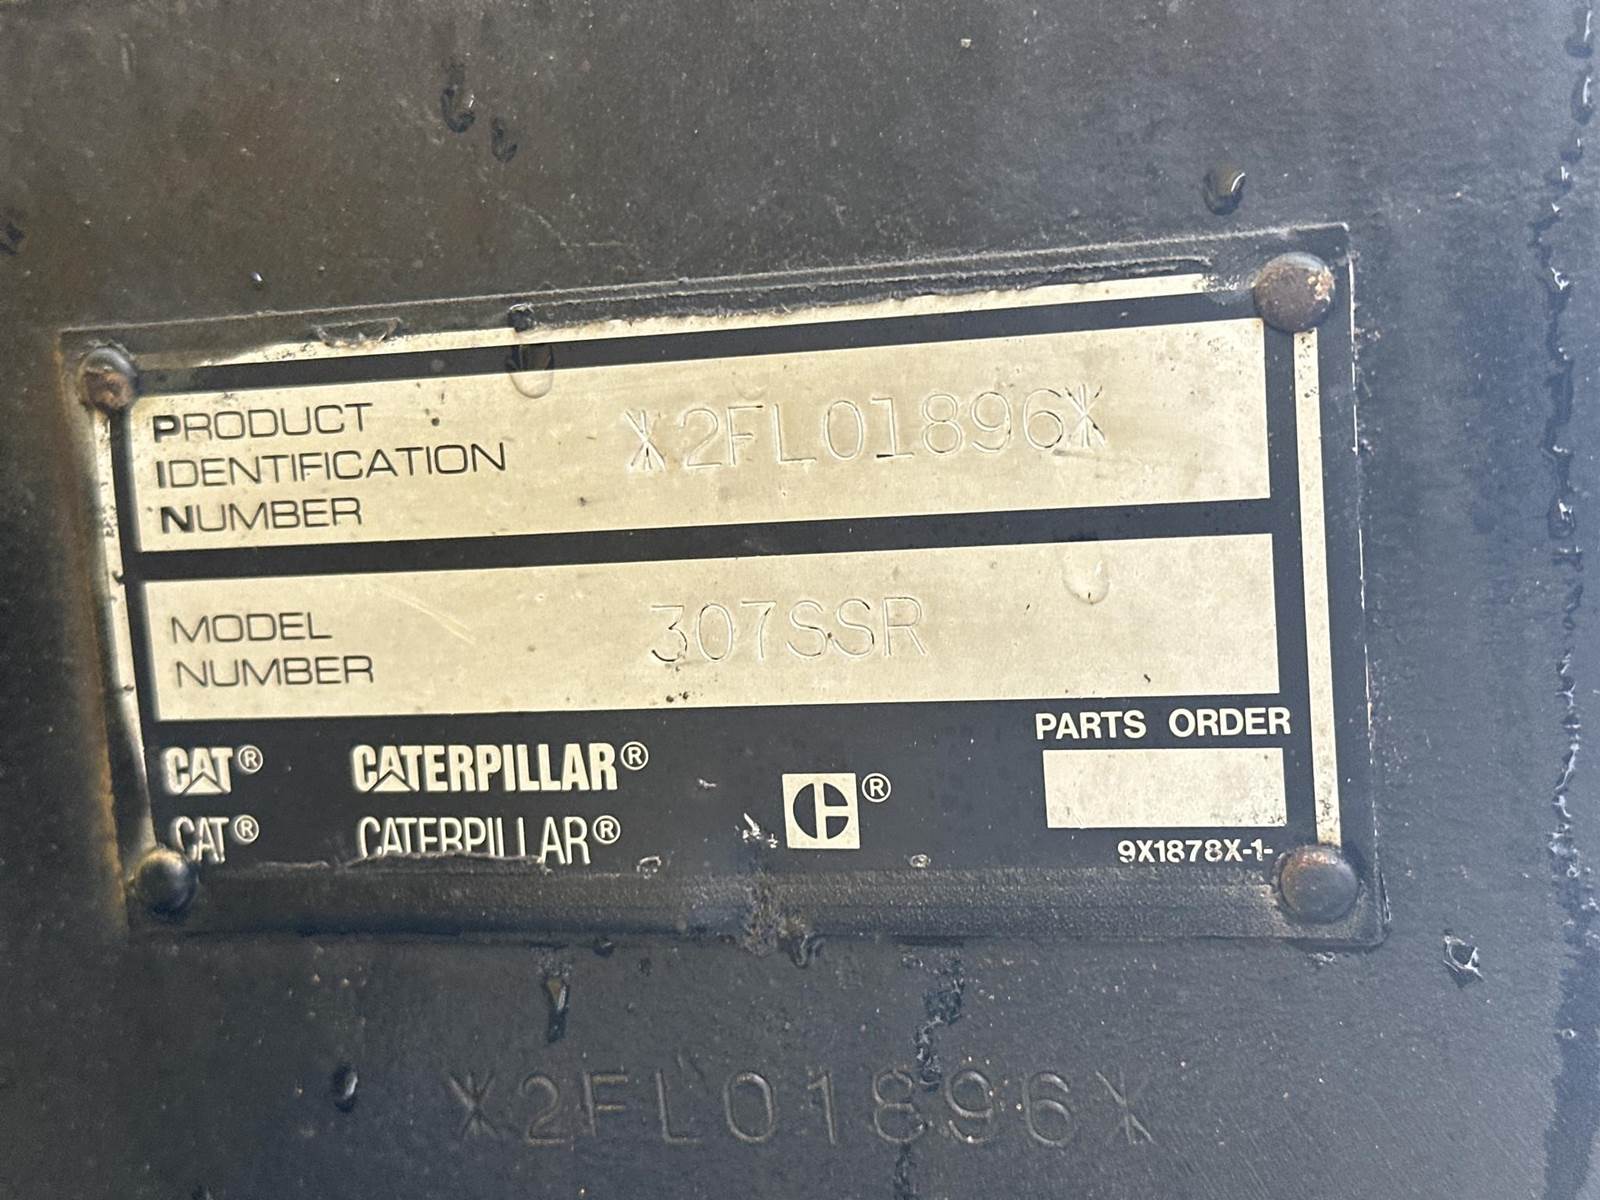 PRODUCT
IDENTIFICATION
NUMBER
*2FL01896*
MODEL
NUMBER
307SSR
PARTS ORDER
CAT® CATERPILLAR®
CAT® CATERPILLAR®
C®
9X1878X-1-
*2FL01896*